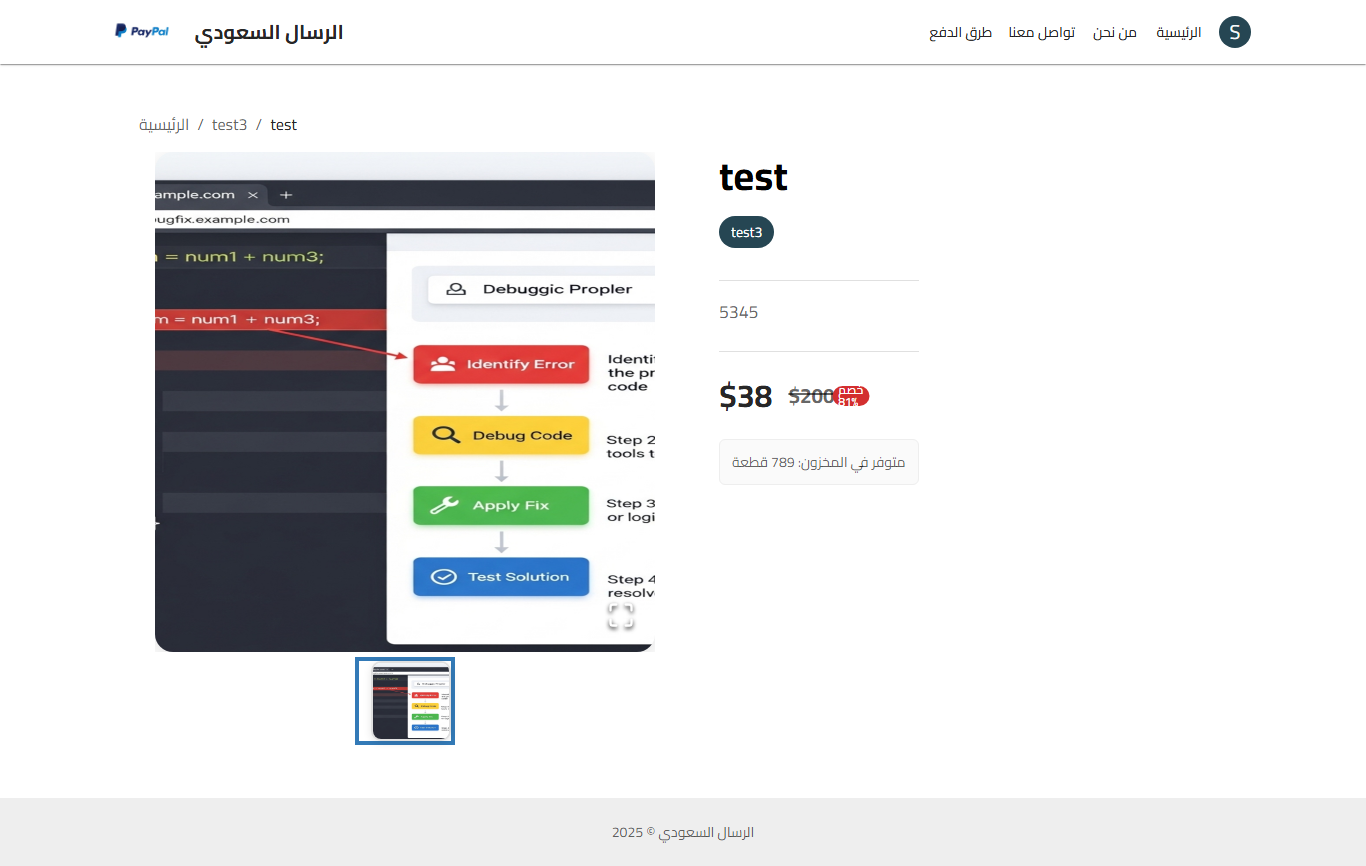 PayPal
الرسال السعودي
S
الرئيسية
من نحن
تواصل معنا
طرق الدفع
الرئيسية / test3 / test
ample.com × +
ugfix.example.com
= num1 + num3;
Debuggic Propler
m = num1 + num3;
Identify Error
Identi
the pr
code
Debug Code
Step 2
tools t
Apply Fix
Step 3
or logi
Test Solution
Step 4
resolv
test
test3
5345
$38 $200 خصم
81%
متوفر في المخزون: 789 قطعة
الرسال السعودي © 2025